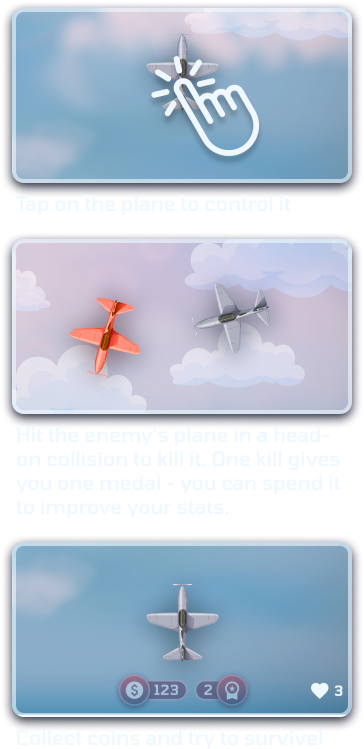 Tap on the plane to control it
Hit the enemy's plane in a head-
on collision to kill it. One kill gives
you one medal - you can spend it
to improve your stats.
123 2
3
Collect coins and try to survive!